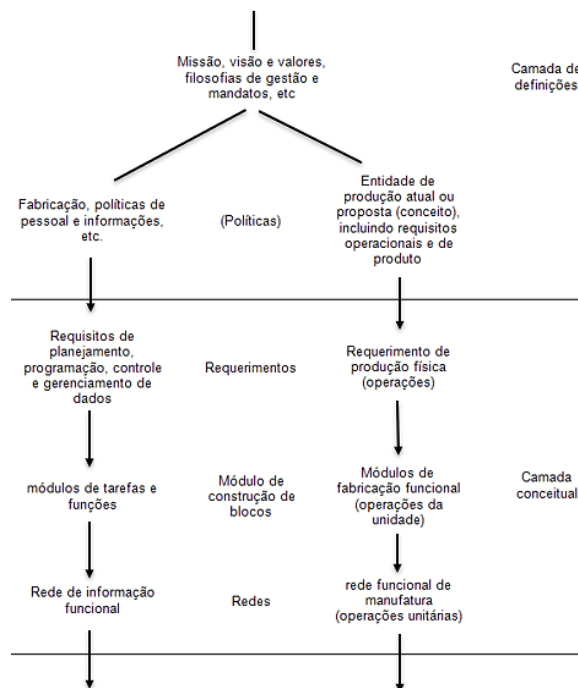 Missão, visão e valores,
filosofias de gestão e
mandatos, etc
Camada de
definições
Fabricação, políticas de
pessoal e informações,
etc.
(Políticas)
Entidade de
produção atual ou
proposta (conceito),
incluindo requisitos
operacionais e de
produto
Requisitos de
planejamento,
programação, controle
e gerenciamento de
dados
Requerimentos
Requerimento de
produção física
(operações)
módulos de tarefas e
funções
Módulo de
construção de
blocos
Módulos de
fabricação funcional
(operações da
unidade)
Camada
conceitual
Rede de informação
funcional
Redes
rede funcional de
manufatura
(operações unitárias)